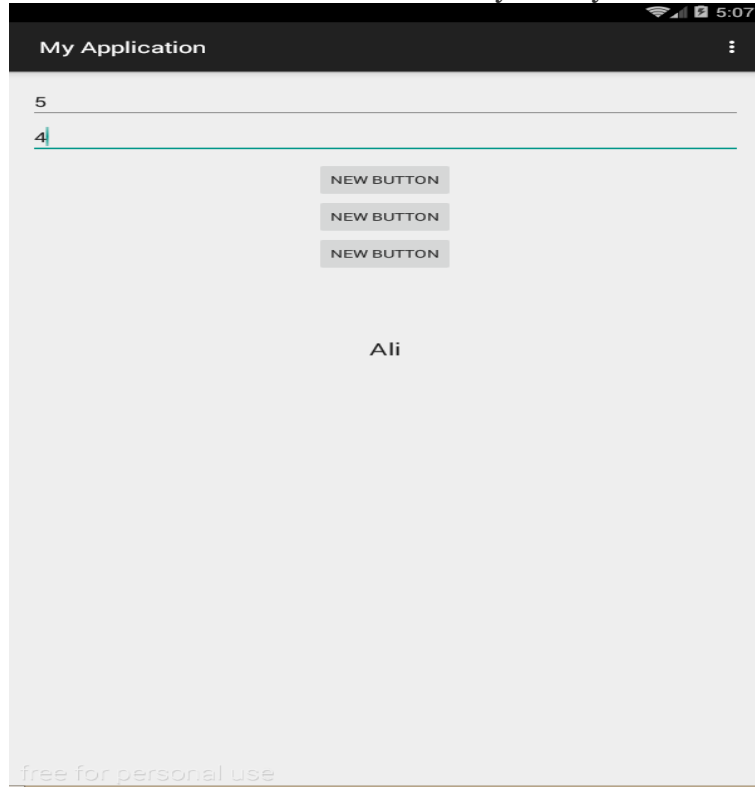 5:07
My Application
5
4
NEW BUTTON
NEW BUTTON
NEW BUTTON
Ali
free for personal use